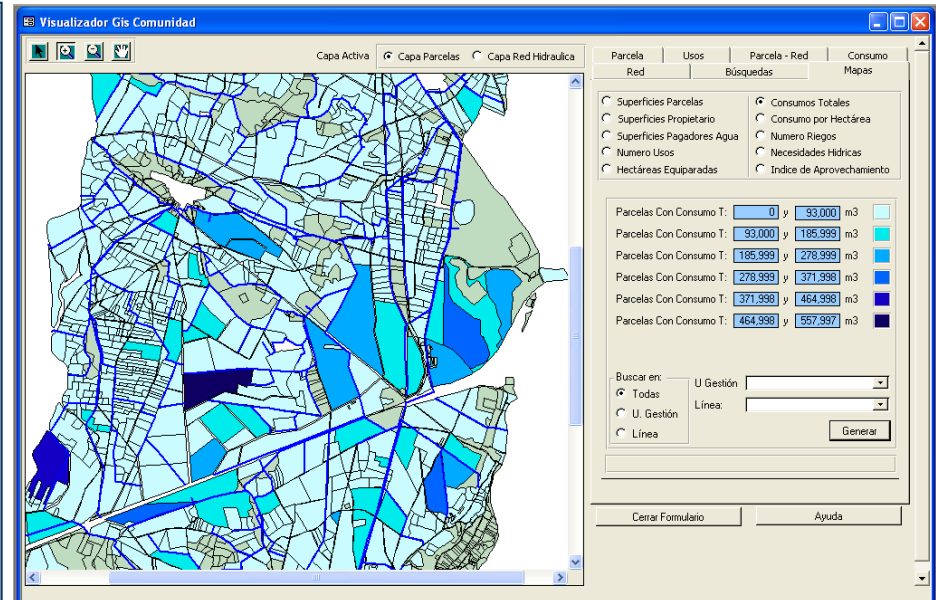 Visualizador Gis Comunidad
Capa Activa Capa Parcelas Capa Red Hidraulica
Parcela Usos Parcela - Red Consumo
Red Búsquedas Mapas
Superficies Parcelas Consumos Totales
Superficies Propietario Consumo por Hectárea
Superficies Pagadores Agua Numero Riegos
Numero Usos Necesidades Hidricas
Hectáreas Equiparadas Indice de Aprovechamiento
Parcelas Con Consumo T: 0 y 93,000 m3
Parcelas Con Consumo T: 93,000 y 185,999 m3
Parcelas Con Consumo T: 185,999 y 278,999 m3
Parcelas Con Consumo T: 278,999 y 371,998 m3
Parcelas Con Consumo T: 371,998 y 464,998 m3
Parcelas Con Consumo T: 464,998 y 557,997 m3
Buscar en:
Todas
U. Gestión
Línea
U Gestión
Línea:
Generar
Cerrar Formulario Ayuda